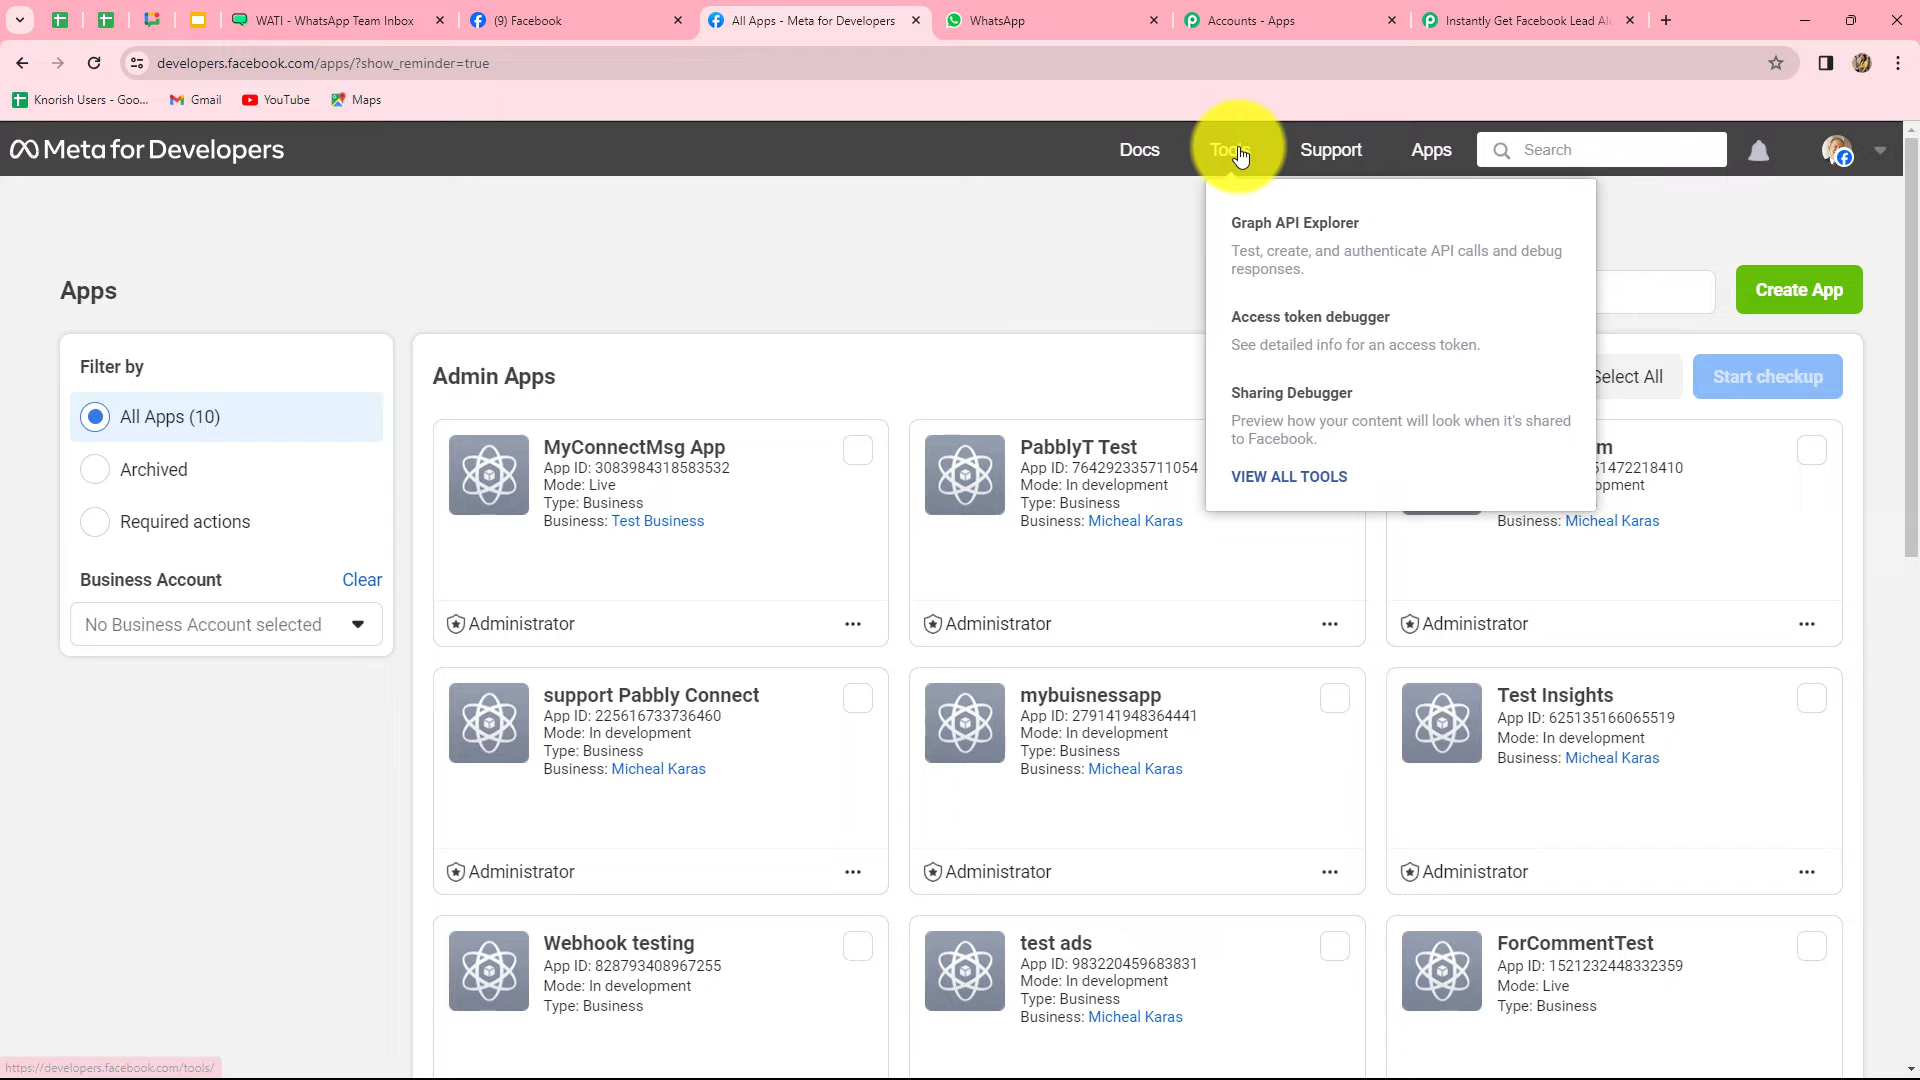 WATI - WhatsApp Team Inbox
(9) Facebook
All Apps - Meta for Developers
WhatsApp
Accounts - Apps
Instantly Get Facebook Lead Al
developers.facebook.com/apps/?show_reminder=true
Knorish Users - Goo...
Gmail
YouTube
Maps
Meta for Developers
Docs
Tools
Support
Apps
Search
Graph API Explorer
Test, create, and authenticate API calls and debug
responses.
Access token debugger
See detailed info for an access token.
Sharing Debugger
Preview how your content will look when it's shared
to Facebook.
VIEW ALL TOOLS
Apps
Create App
Filter by
All Apps (10)
Archived
Required actions
Business Account
Clear
No Business Account selected
Admin Apps
Select All
Start checkup
MyConnectMsg App
App ID: 3083984318583532
Mode: Live
Type: Business
Business: Test Business
Administrator
PabblyT Test
App ID: 764292335711054
Mode: In development
Type: Business
Business: Micheal Karas
Administrator
m
51472218410
opment
Business: Micheal Karas
Administrator
support Pabbly Connect
App ID: 225616733736460
Mode: In development
Type: Business
Business: Micheal Karas
Administrator
mybuisnessapp
App ID: 279141948364441
Mode: In development
Type: Business
Business: Micheal Karas
Administrator
Test Insights
App ID: 625135166065519
Mode: In development
Business: Micheal Karas
Administrator
Webhook testing
App ID: 828793408967255
Mode: In development
Type: Business
test ads
App ID: 983220459683831
Mode: In development
Type: Business
Business: Micheal Karas
ForCommentTest
App ID: 1521232448332359
Mode: Live
Type: Business
https://developers.facebook.com/tools/